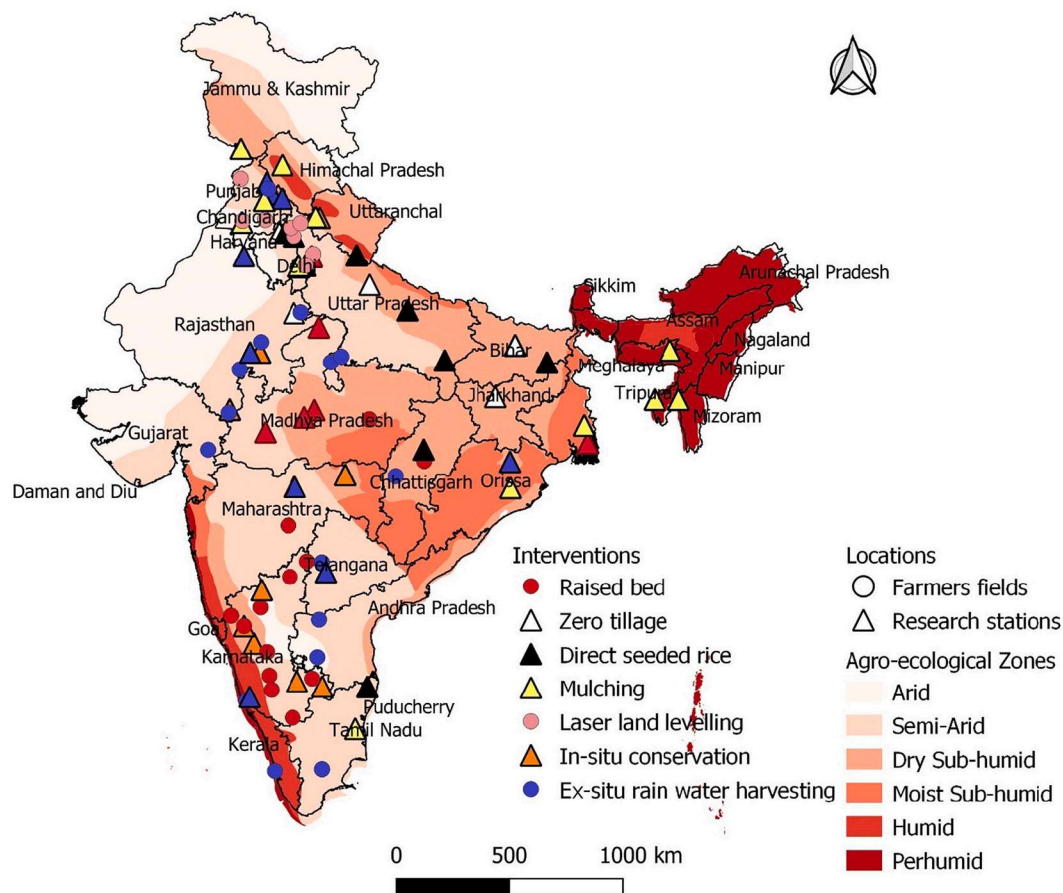 Jammu & Kashmir
Himachal Pradesh
Punjab
Chandigarh
Uttaranchal
Haryana
Delhi
Arunachal Pradesh
Sikkim
Uttar Pradesh
Rajasthan
Assam
Nagaland
Bihar
Meghalaya
Manipur
Jharkhand
Tripura
Mizoram
Madhya Pradesh
Gujarat
Chhattisgarh
Orissa
Daman and Diu
Maharashtra
Telangana
Andhra Pradesh
Goa
Karnataka
Puducherry
Tamil Nadu
Kerala
Interventions
Raised bed
Zero tillage
Direct seeded rice
Mulching
Laser land levelling
In-situ conservation
Ex-situ rain water harvesting
Locations
Farmers fields
Research stations
Agro-ecological Zones
Arid
Semi-Arid
Dry Sub-humid
Moist Sub-humid
Humid
Perhumid
0 500 1000 km